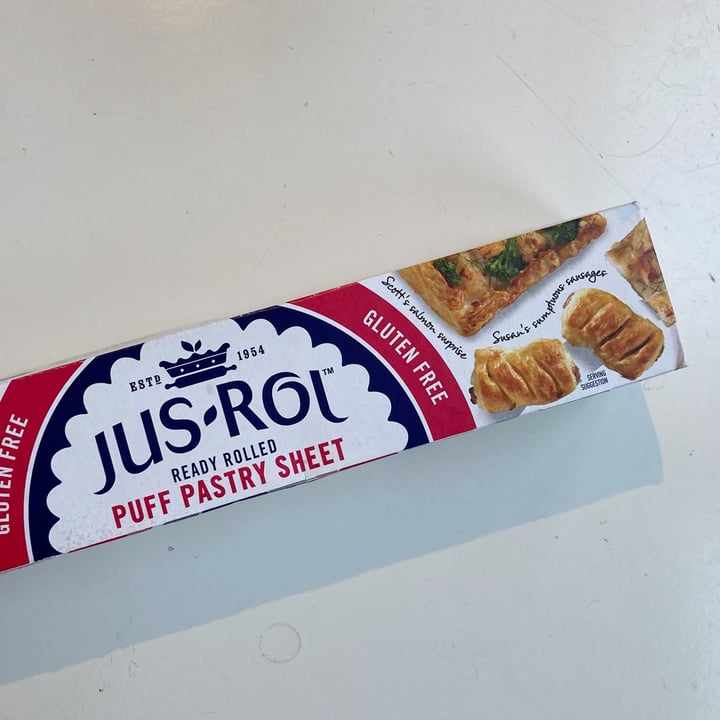 GLUTEN FREE
ESTD 1954
JUS-ROL™
READY ROLLED
PUFF PASTRY SHEET
GLUTEN FREE
Scott's salmon surprise
Susan's sumptuous sausages
SERVING
SUGGESTION